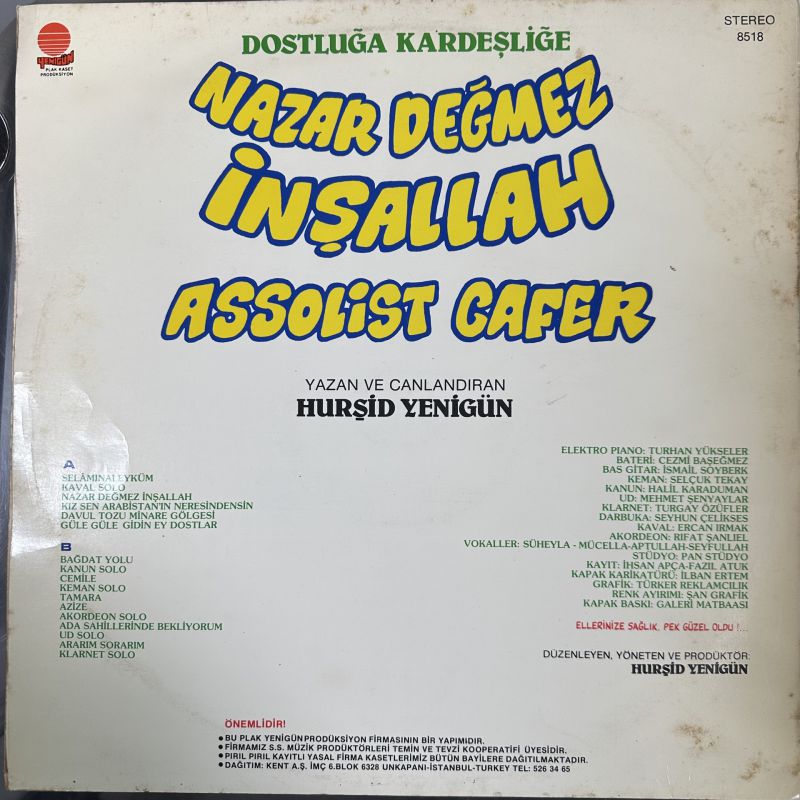 YENİGÜN
PLAK KASET
PRODÜKSİYON
STEREO
8518
DOSTLUĞA KARDEŞLİĞE
NAZAR DEĞMEZ
İNŞALLAH
ASSOLİST CAFER
YAZAN VE CANLANDIRAN
HURŞİD YENİGÜN
A
SELÂMINALEYKÜM
KAVAL SOLO
NAZAR DEĞMEZ İNŞALLAH
KIZ SEN ARABİSTAN'IN NERESİNDENSİN
DAVUL TOZU MİNARE GÖLGESİ
GÜLE GÜLE GİDİN EY DOSTLAR
B
BAĞDAT YOLU
KANUN SOLO
CEMİLE
KEMAN SOLO
TAMARA
AZİZE
AKORDEON SOLO
ADA SAHİLLERİNDE BEKLİYORUM
UD SOLO
ARARIM SORARIM
KLARNET SOLO
ELEKTRO PIANO: TURHAN YÜKSELER
BATERİ: CEZMİ BAŞEĞMEZ
BAS GİTAR: İSMAİL SOYBERK
KEMAN: SELÇUK TEKAY
KANUN: HALİL KARADUMAN
UD: MEHMET ŞENYAYLAR
KLARNET: TURGAY ÖZÜFLER
DARBUKA: SEYHUN ÇELİKSES
KAVAL: ERCAN IRMAK
AKORDEON: RIFAT ŞANLIEL
VOKALLER: SÜHEYLA - MÜCELLA-APTULLAH-SEYFULLAH
STÜDYO: PAN STÜDYO
KAYIT: İHSAN APÇA-FAZIL ATUK
KAPAK KARİKATÜRÜ: İLBAN ERTEM
GRAFİK: TÜRKER REKLAMCILIK
RENK AYIRIMI: ŞAN GRAFİK
KAPAK BASKI: GALERİ MATBAASI
ELLERİNİZE SAĞLIK, PEK GÜZEL OLDU !...
DÜZENLEYEN, YÖNETEN VE PRODÜKTÖR:
HURŞİD YENİGÜN
ÖNEMLİDİR!
● BU PLAK YENİGÜN PRODÜKSİYON FİRMASININ BİR YAPIMIDIR.
● FİRMAMIZ S.S. MÜZİK PRODÜKTÖRLERİ TEMİN VE TEVZİ KOOPERATİFİ ÜYESİDİR.
● PIRIL PIRIL KAYITLI YASAL FİRMA KASETLERİMİZ BÜTÜN BAYİLERE DAĞITILMAKTADIR.
● DAĞITIM: KENT A.Ş. İMÇ 6.BLOK 6328 UNKAPANI-İSTANBUL-TURKEY TEL: 526 34 65